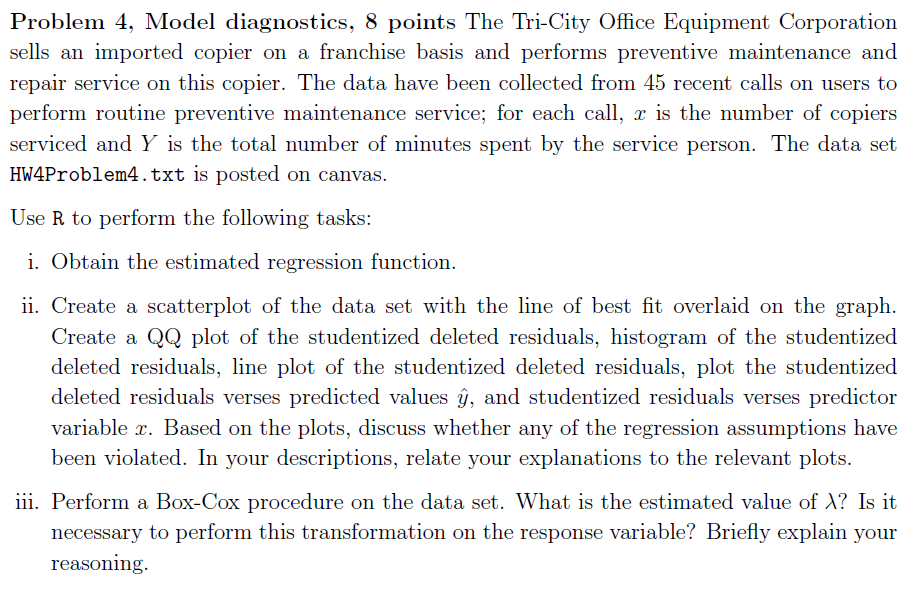 Problem 4, Model diagnostics, 8 points The Tri-City Office Equipment Corporation
sells an imported copier on a franchise basis and performs preventive maintenance and
repair service on this copier. The data have been collected from 45 recent calls on users to
perform routine preventive maintenance service; for each call, x is the number of copiers
serviced and Y is the total number of minutes spent by the service person. The data set
HW4Problem4.txt is posted on canvas.
Use R to perform the following tasks:
i. Obtain the estimated regression function.
ii. Create a scatterplot of the data set with the line of best fit overlaid on the graph.
Create a QQ plot of the studentized deleted residuals, histogram of the studentized
deleted residuals, line plot of the studentized deleted residuals, plot the studentized
deleted residuals verses predicted values ŷ, and studentized residuals verses predictor
variable x. Based on the plots, discuss whether any of the regression assumptions have
been violated. In your descriptions, relate your explanations to the relevant plots.
iii. Perform a Box-Cox procedure on the data set. What is the estimated value of λ? Is it
necessary to perform this transformation on the response variable? Briefly explain your
reasoning.